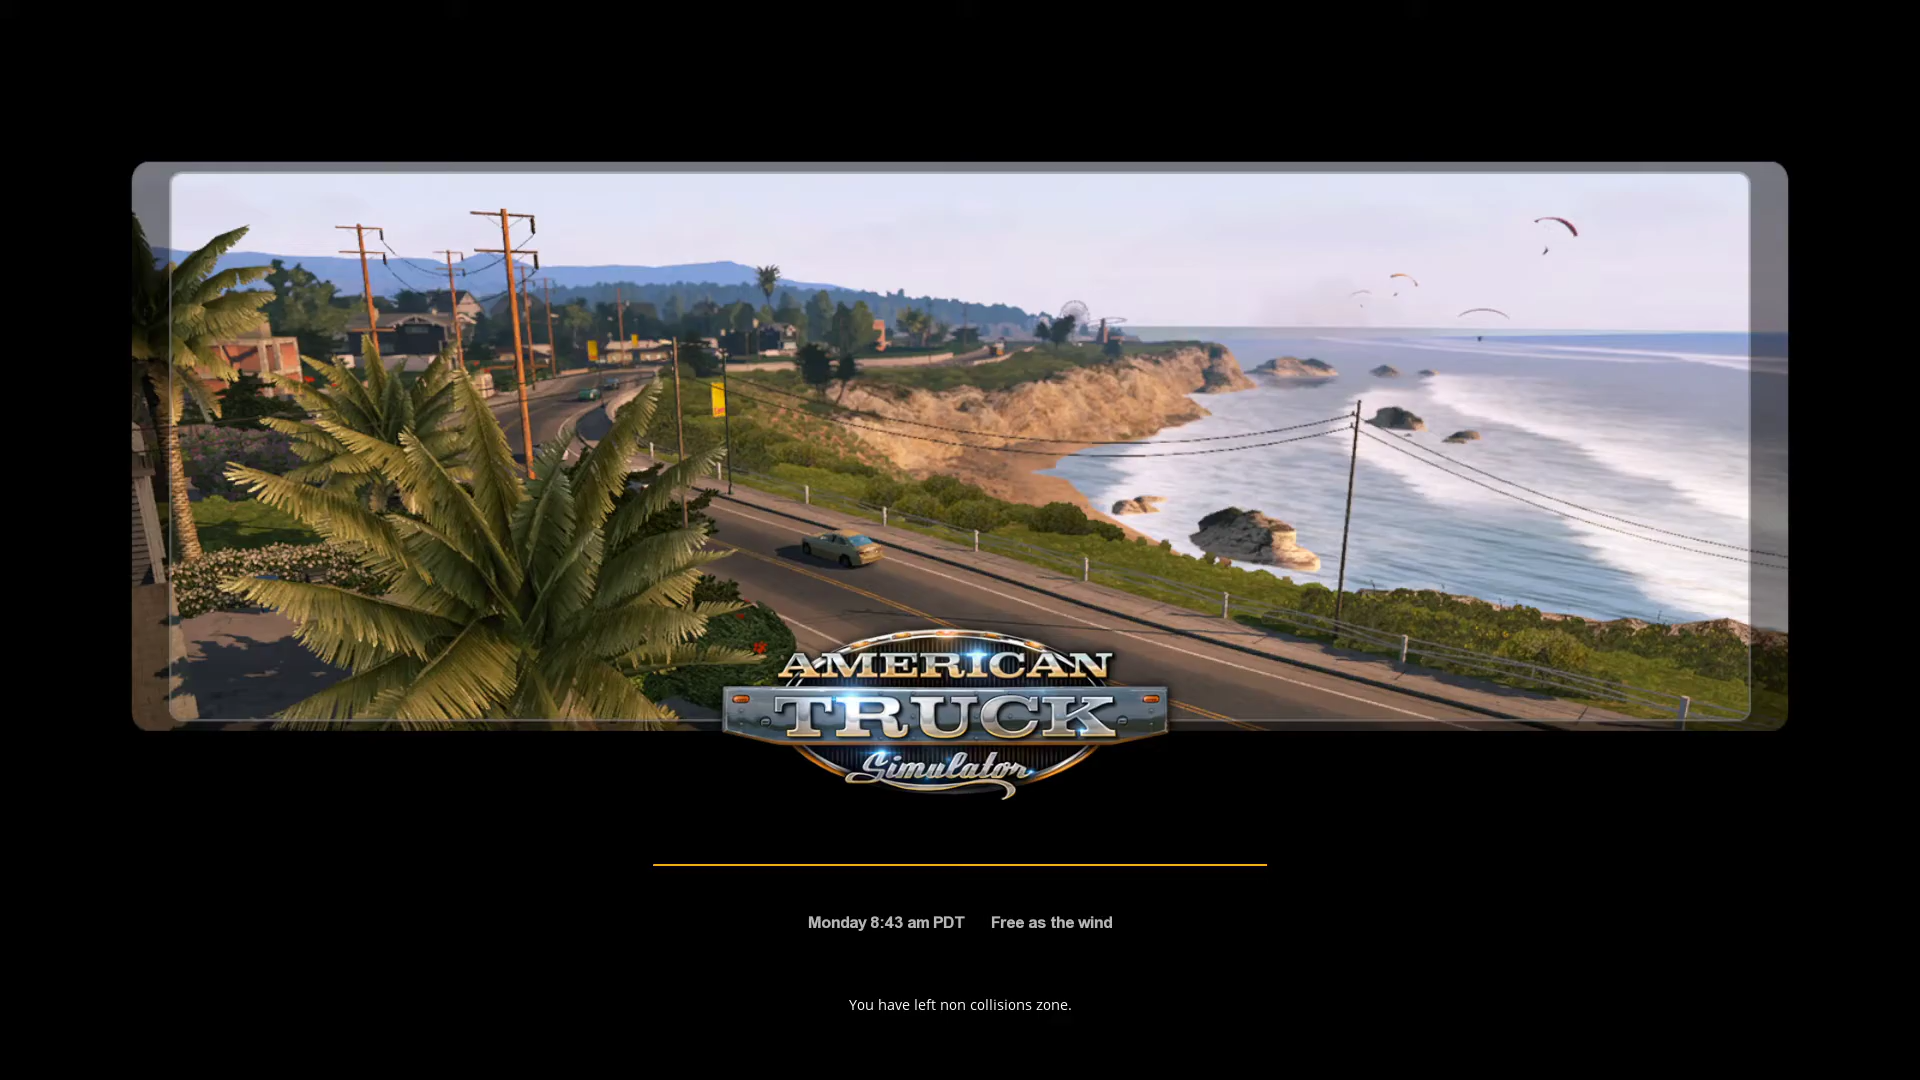 AMERICAN
TRUCK
Simulator
Monday 8:43 am PDT Free as the wind
You have left non collisions zone.